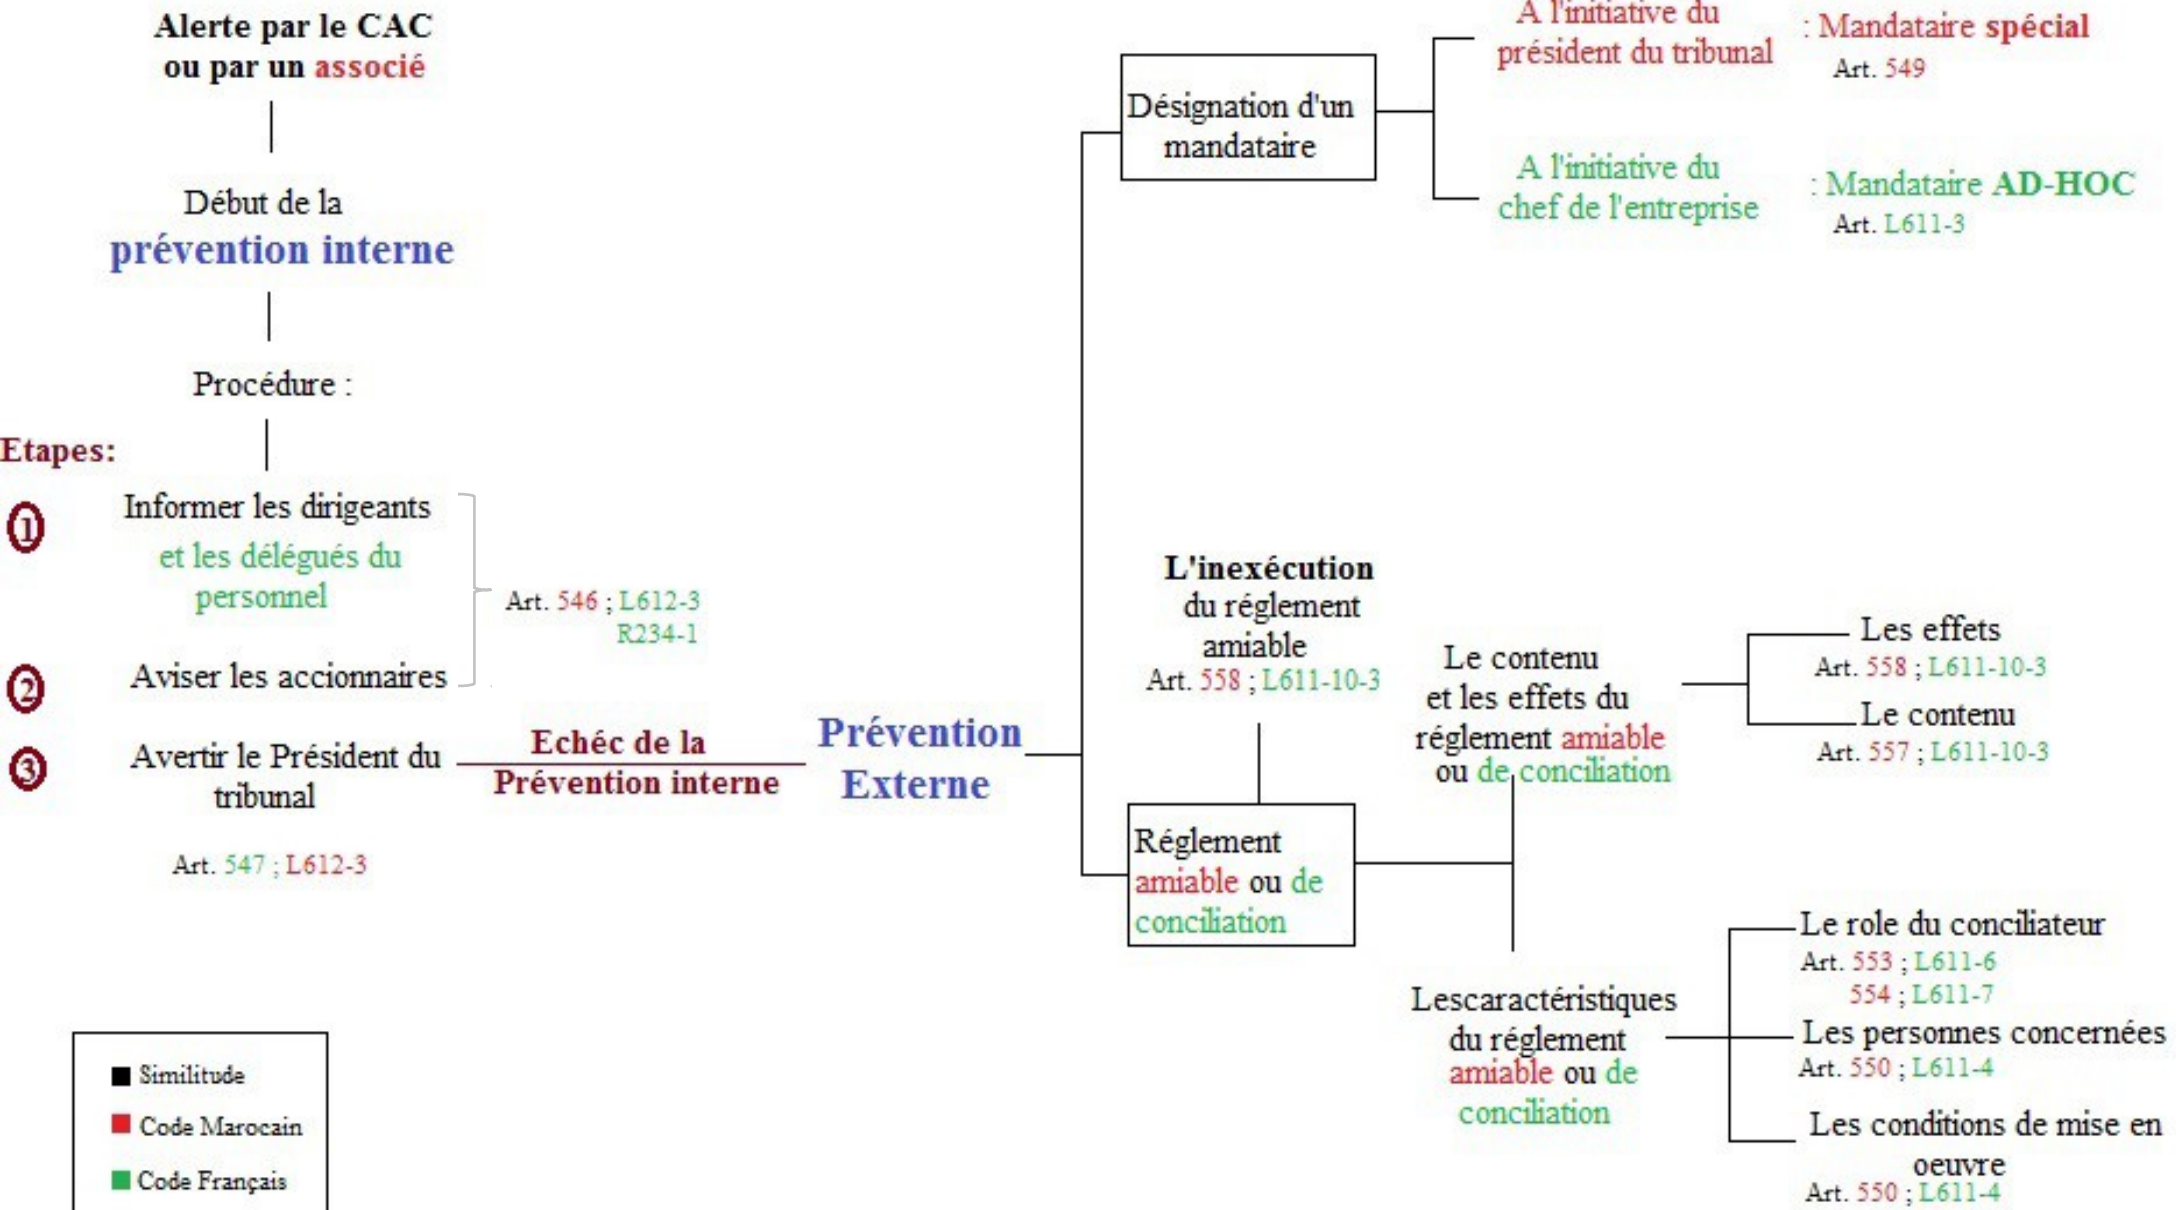 Alerte par le CAC
ou par un associé
Début de la
prévention interne
Procédure :
Etapes:
1
Informer les dirigeants
et les délégués du
personnel
Art. 546 ; L612-3
R234-1
2
Aviser les accionnaires
3
Avertir le Président du
tribunal
Art. 547 ; L612-3
Echéc de la
Prévention interne
Prévention
Externe
Désignation d'un
mandataire
A l'initiative du
président du tribunal
: Mandataire spécial
Art. 549
A l'initiative du
chef de l'entreprise
: Mandataire AD-HOC
Art. L611-3
L'inexécution
du réglement
amiable
Art. 558 ; L611-10-3
Réglement
amiable ou de
conciliation
Le contenu
et les effets du
réglement amiable
ou de conciliation
Les effets
Art. 558 ; L611-10-3
Le contenu
Art. 557 ; L611-10-3
Lescaractéristiques
du réglement
amiable ou de
conciliation
Le role du conciliateur
Art. 553 ; L611-6
554 ; L611-7
Les personnes concernées
Art. 550 ; L611-4
Les conditions de mise en
oeuvre
Art. 550 ; L611-4
Similitude
Code Marocain
Code Français